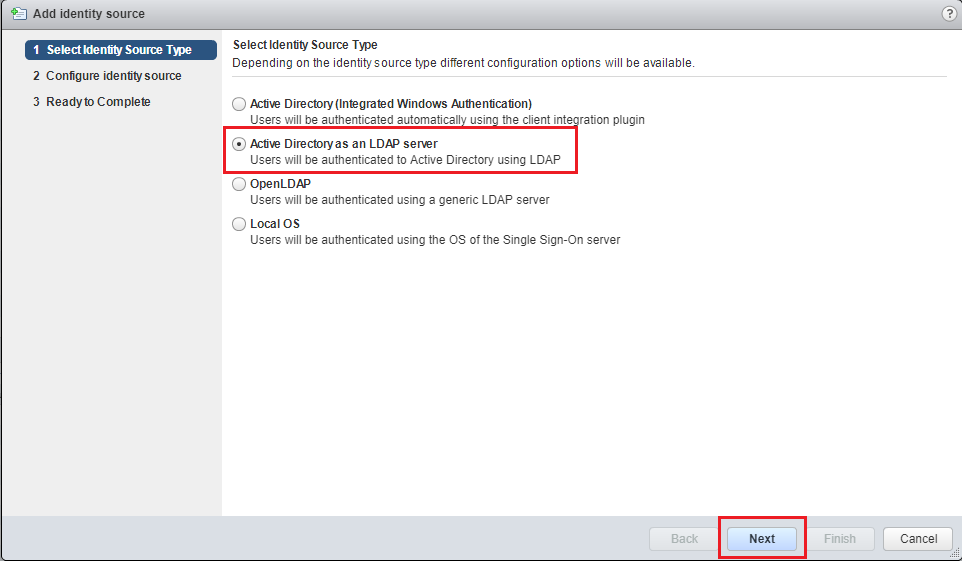 Add identity source
?
1 Select Identity Source Type
2 Configure identity source
3 Ready to Complete
Select Identity Source Type
Depending on the identity source type different configuration options will be available.
Active Directory (Integrated Windows Authentication)
Users will be authenticated automatically using the client integration plugin
Active Directory as an LDAP server
Users will be authenticated to Active Directory using LDAP
OpenLDAP
Users will be authenticated using a generic LDAP server
Local OS
Users will be authenticated using the OS of the Single Sign-On server
Back Next Finish Cancel